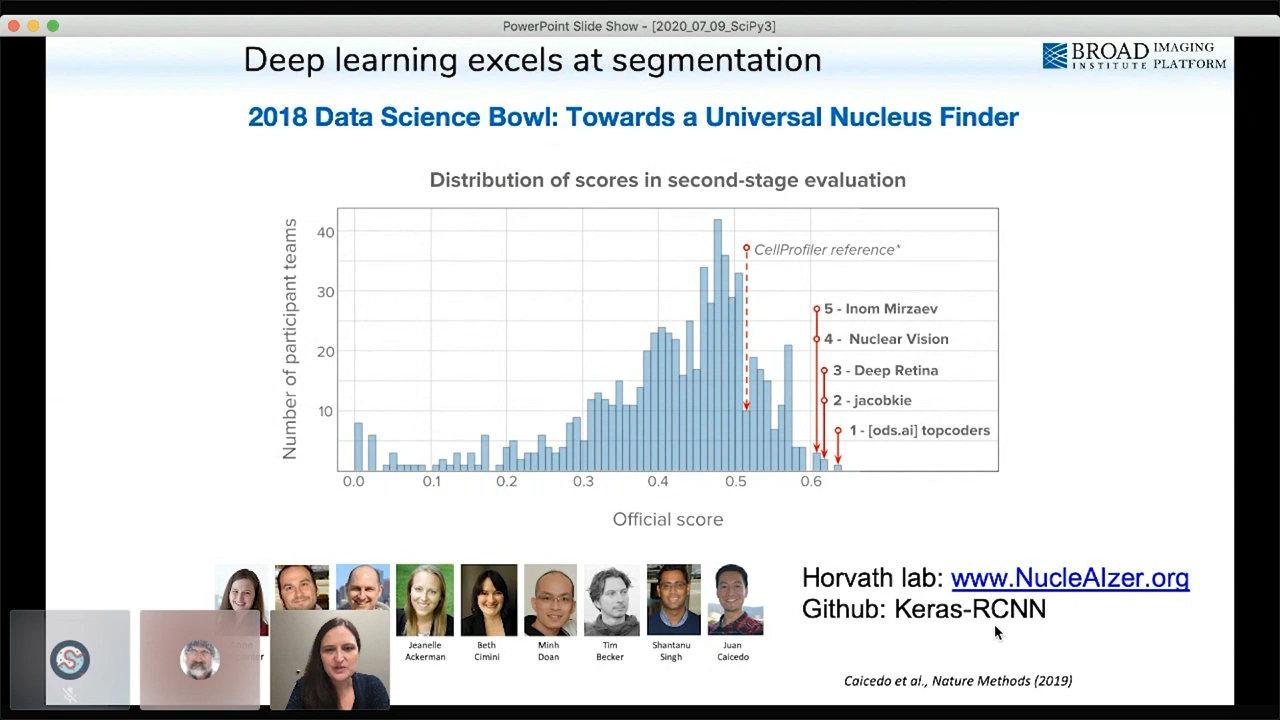 PowerPoint Slide Show - [2020_07_09_SciPy3]
Deep learning excels at segmentation
BROAD INSTITUTE
IMAGING PLATFORM
2018 Data Science Bowl: Towards a Universal Nucleus Finder
Distribution of scores in second-stage evaluation
Number of participant teams
40
30
20
10
CellProfiler reference*
5 - Inom Mirzaev
4 - Nuclear Vision
3 - Deep Retina
2 - jacobkie
1 - [ods.ai] topcoders
0.0 0.1 0.2 0.3 0.4 0.5 0.6
Official score
Jeanelle Ackerman
Beth Cimini
Minh Doan
Tim Becker
Shantanu Singh
Juan Caicedo
Horvath lab: www.NucleAIzer.org
Github: Keras-RCNN
Caicedo et al., Nature Methods (2019)